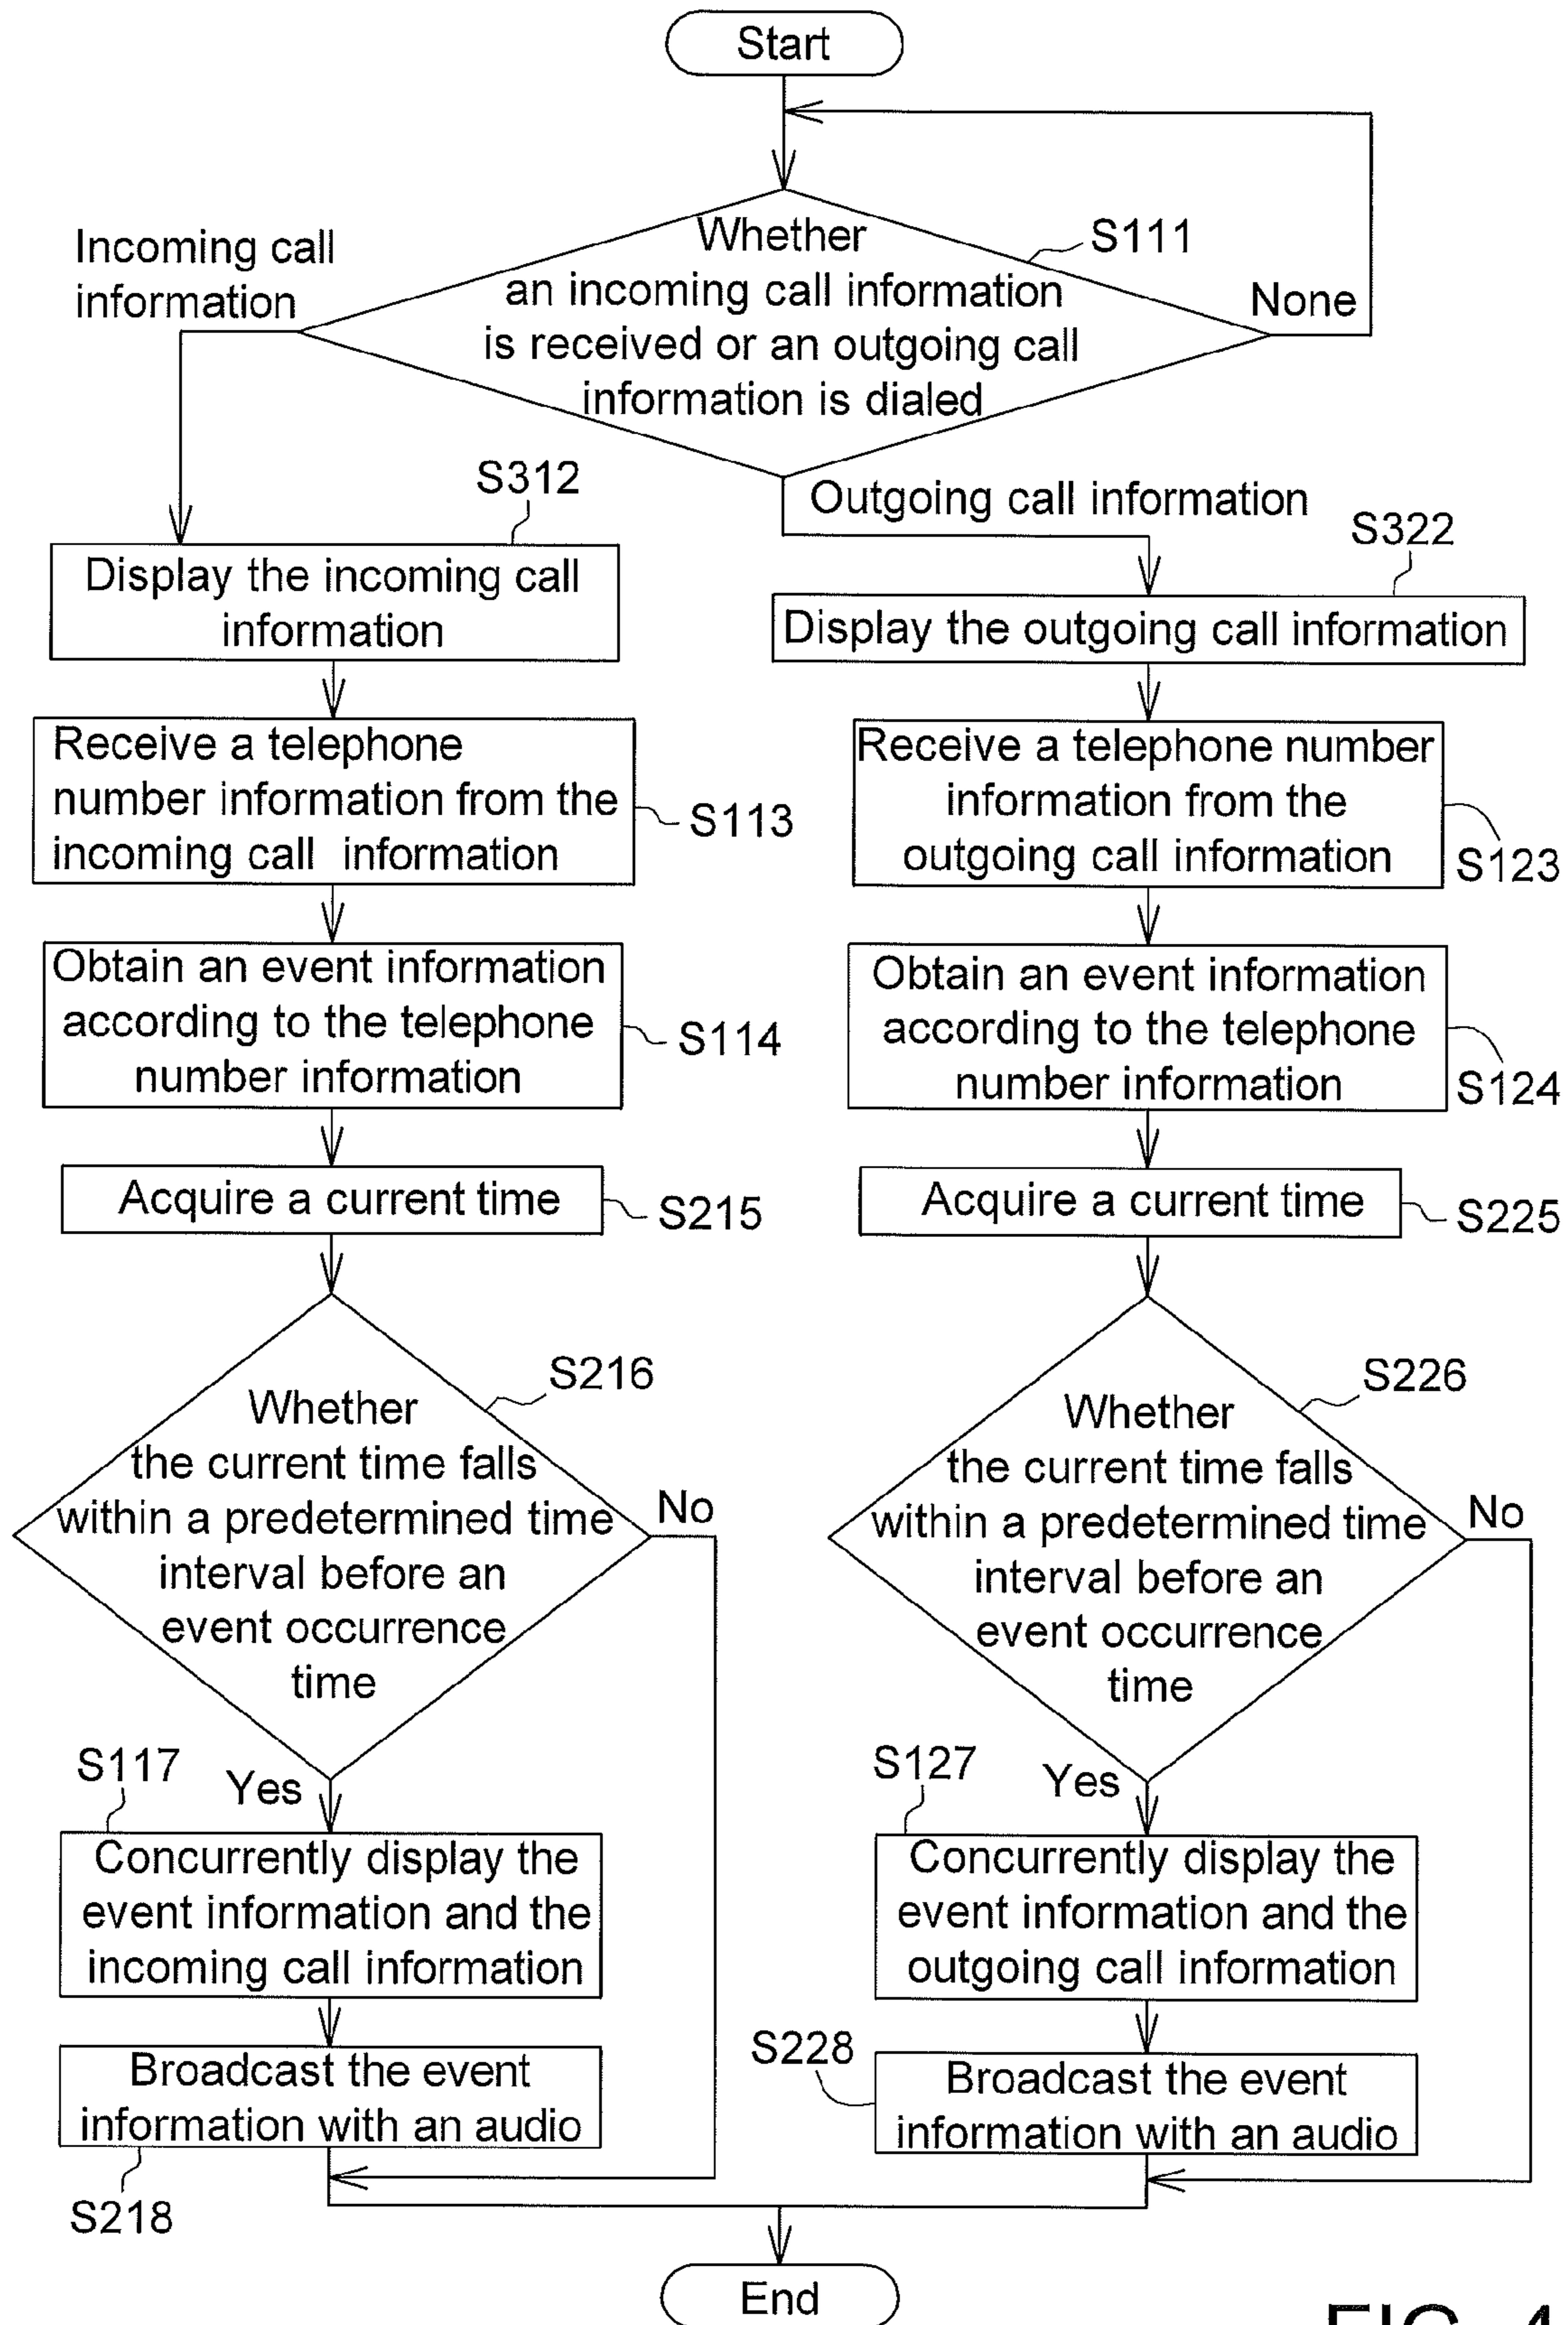 Start
Whether
an incoming call information
is received or an outgoing call
information is dialed
S111
None
Incoming call
information
Outgoing call information
S312
Display the incoming call
information
Receive a telephone
number information from the
incoming call information
S113
Obtain an event information
according to the telephone
number information
S114
Acquire a current time
S215
Whether
the current time falls
within a predetermined time
interval before an
event occurrence
time
S216
No
Yes
S117
Concurrently display the
event information and the
incoming call information
Broadcast the event
information with an audio
S218
S322
Display the outgoing call information
Receive a telephone number
information from the
outgoing call information
S123
Obtain an event information
according to the telephone
number information
S124
Acquire a current time
S225
Whether
the current time falls
within a predetermined time
interval before an
event occurrence
time
S226
No
Yes
S127
Concurrently display the
event information and the
outgoing call information
S228
Broadcast the event
information with an audio
End
FIG. 4